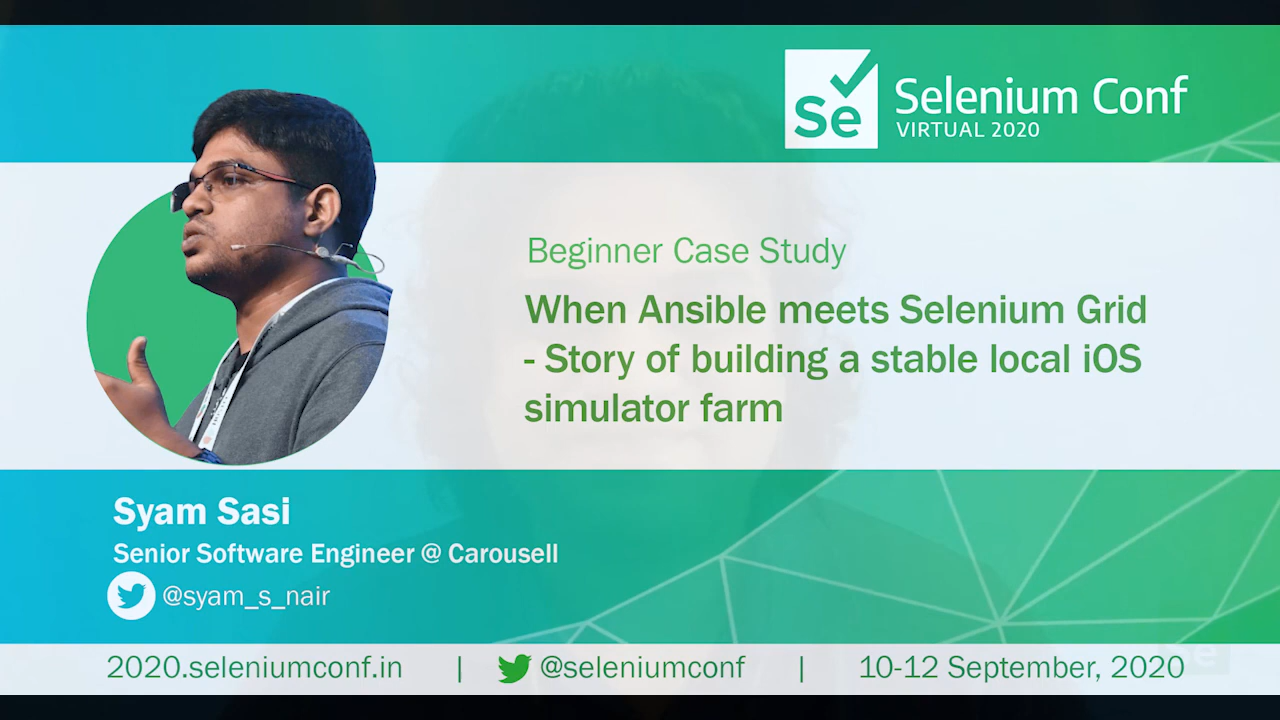 Se
Selenium Conf
VIRTUAL 2020
Beginner Case Study
When Ansible meets Selenium Grid
- Story of building a stable local iOS
simulator farm
Syam Sasi
Senior Software Engineer @ Carousell
@syam_s_nair
2020.seleniumconf.in | @seleniumconf | 10-12 September, 2020
Se